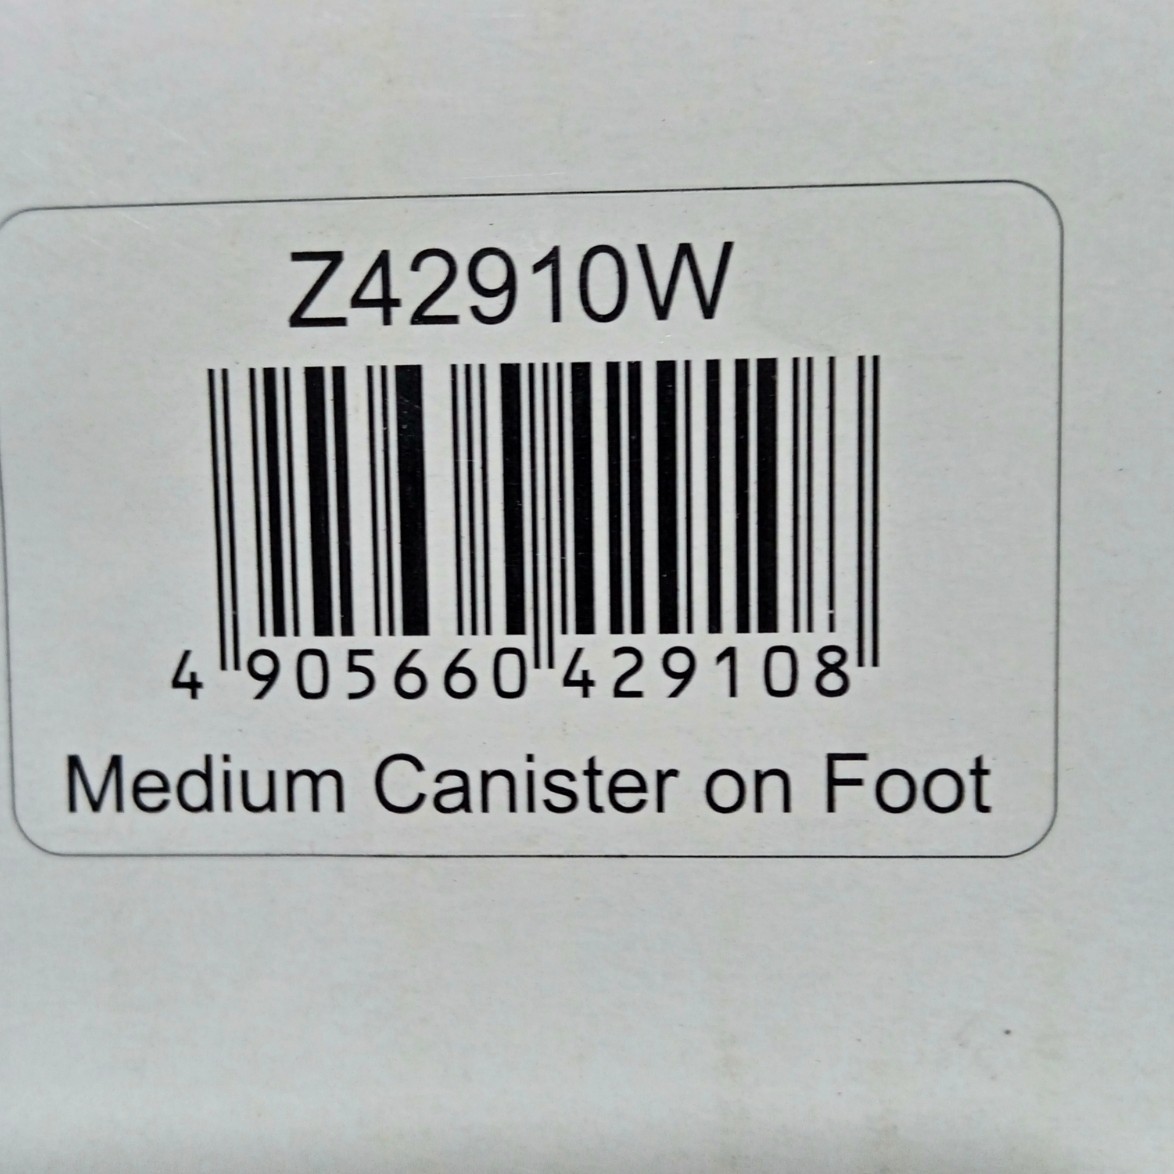 Z42910W
4 905660 429108
Medium Canister on Foot